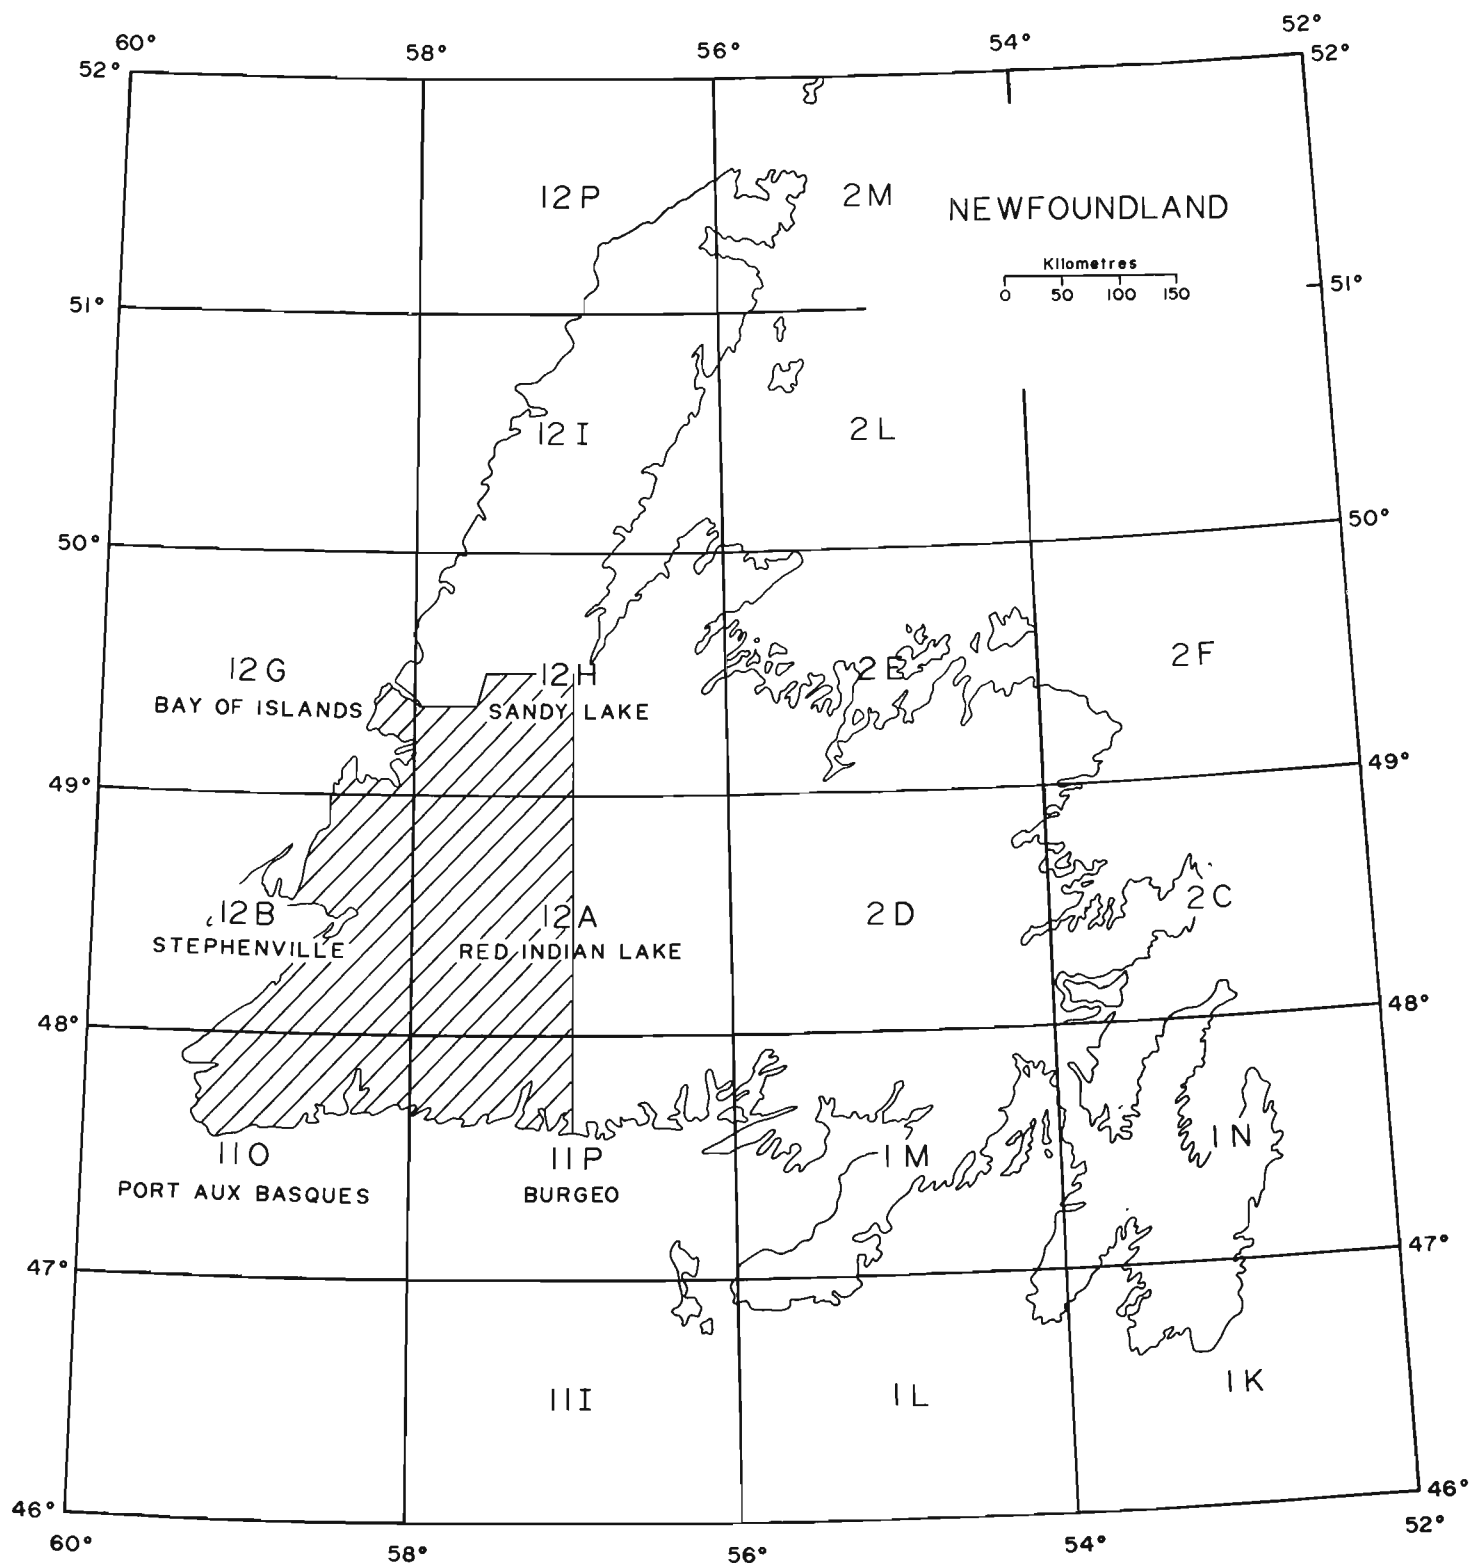 60° 58° 56° 54° 52°
52° 52°
12P 2M NEWFOUNDLAND
Kilometres
0 50 100 150
51° 51°
12I 2L
50° 50°
12G 12H 2E 2F
BAY OF ISLANDS SANDY LAKE
49° 49°
12B 12A 2D 2C
STEPHENVILLE RED INDIAN LAKE
48° 48°
11O 11P 1M 1N
PORT AUX BASQUES BURGEO
47° 47°
11I 1L 1K
46° 46°
60° 58° 56° 54° 52°